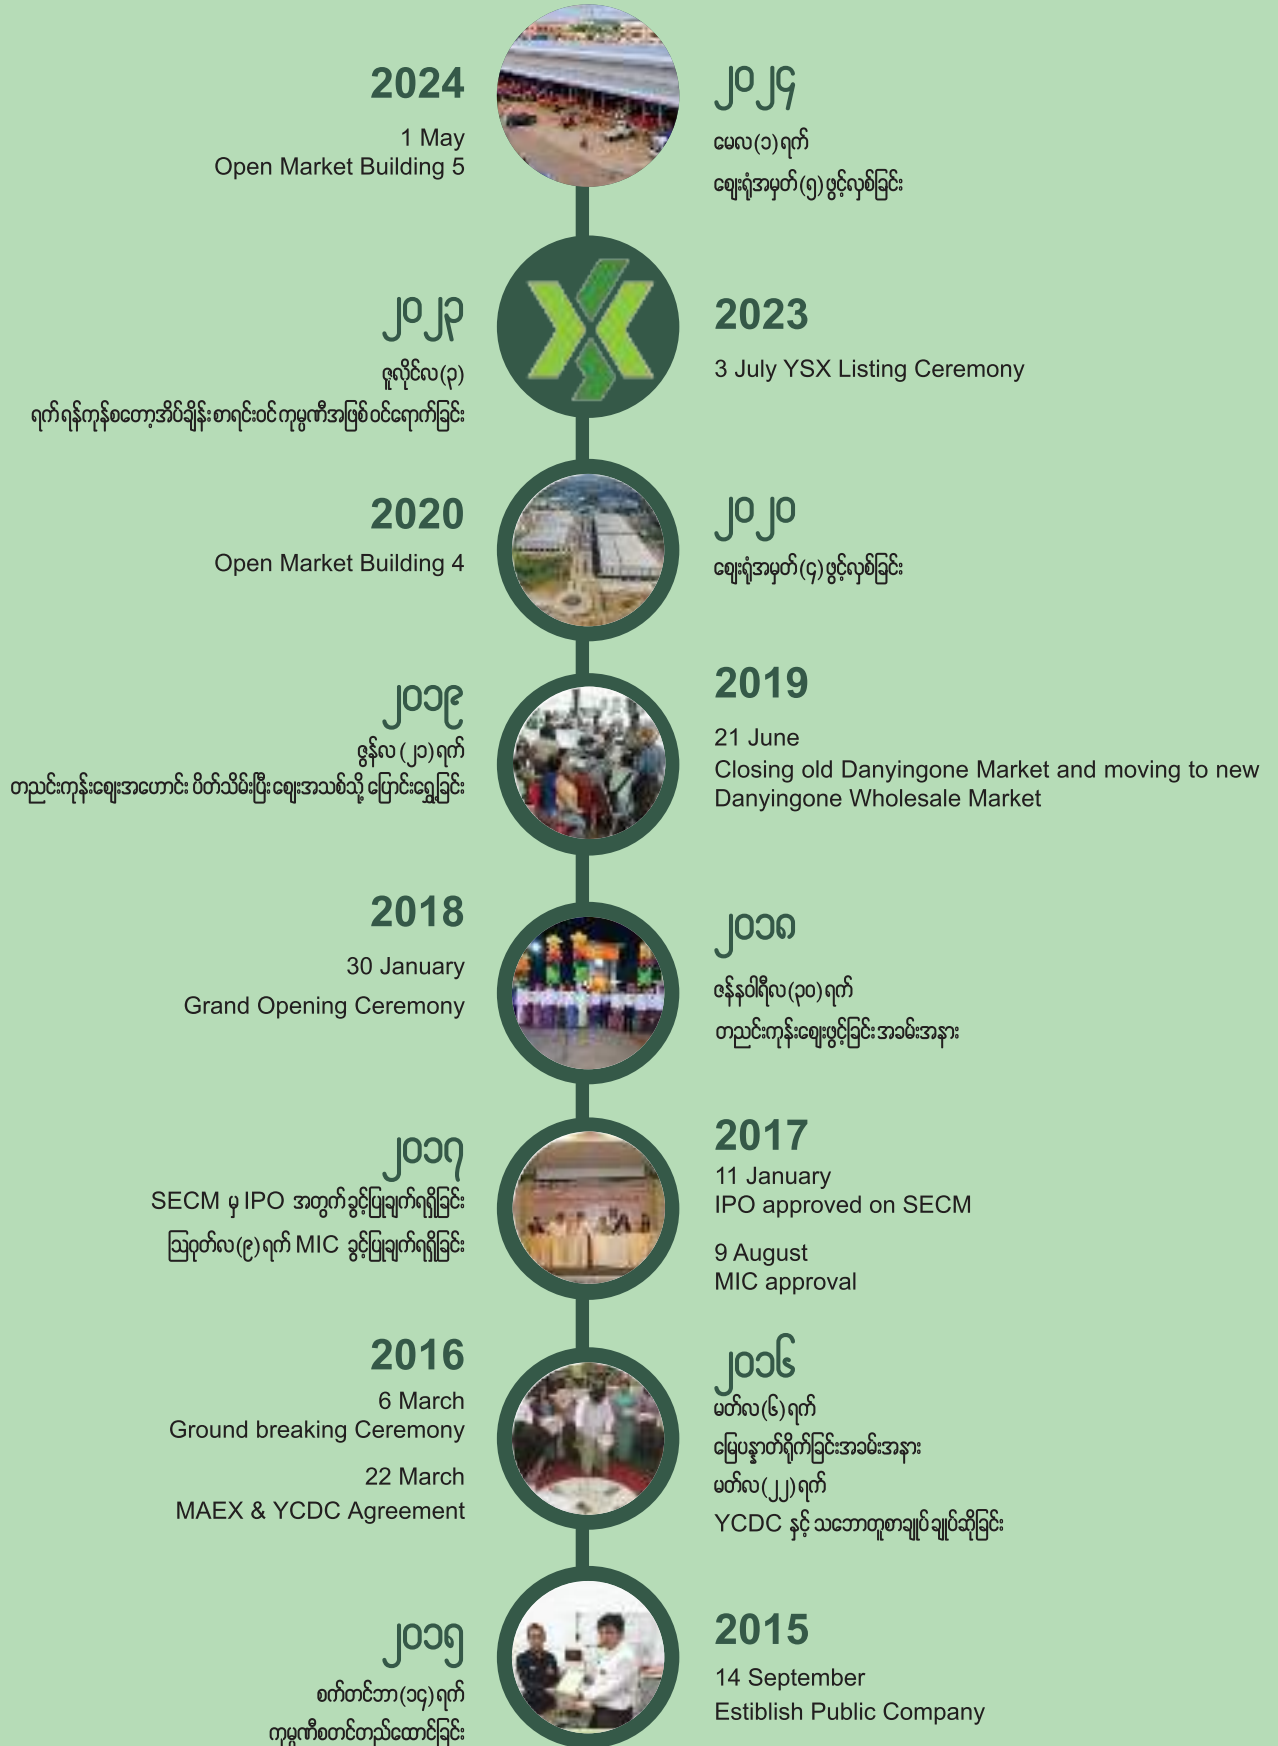 2024
1 May
Open Market Building 5
၂၀၂၄
မေလ(၁)ရက်
ဈေးရုံအမှတ်(၅)ဖွင့်လှစ်ခြင်း
၂၀၂၃
ဇူလိုင်လ(၃)
ရက်ရန်ကုန်စတော့အိပ်ချိန်းစာရင်းဝင်ကုမ္ပဏီအဖြစ်ဝင်ရောက်ခြင်း
2023
3 July YSX Listing Ceremony
2020
Open Market Building 4
၂၀၂၀
ဈေးရုံအမှတ်(၄)ဖွင့်လှစ်ခြင်း
၂၀၁၉
ဇွန်လ (၂၁)ရက်
တညင်းကုန်းဈေးအဟောင်း ပိတ်သိမ်းပြီး ဈေးအသစ်သို့ ပြောင်းရွှေ့ခြင်း
2019
21 June
Closing old Danyingone Market and moving to new
Danyingone Wholesale Market
2018
30 January
Grand Opening Ceremony
၂၀၁၈
ဇန်နဝါရီလ(၃၀)ရက်
တညင်းကုန်းဈေးဖွင့်ခြင်းအခမ်းအနား
၂၀၁၇
SECM မှ IPO အတွက်ခွင့်ပြုချက်ရရှိခြင်း
ဩဝုတ်လ(၉)ရက် MIC ခွင့်ပြုချက်ရရှိခြင်း
2017
11 January
IPO approved on SECM
9 August
MIC approval
2016
6 March
Ground breaking Ceremony
22 March
MAEX & YCDC Agreement
၂၀၁၆
မတ်လ(၆)ရက်
မြေပန္နာတ်ရိုက်ခြင်းအခမ်းအနား
မတ်လ(၂၂)ရက်
YCDC နှင့် သဘောတူစာချုပ်ချုပ်ဆိုခြင်း
၂၀၁၅
စက်တင်ဘာ(၁၄)ရက်
ကုမ္ပဏီစတင်တည်ထောင်ခြင်း
2015
14 September
Estiblish Public Company